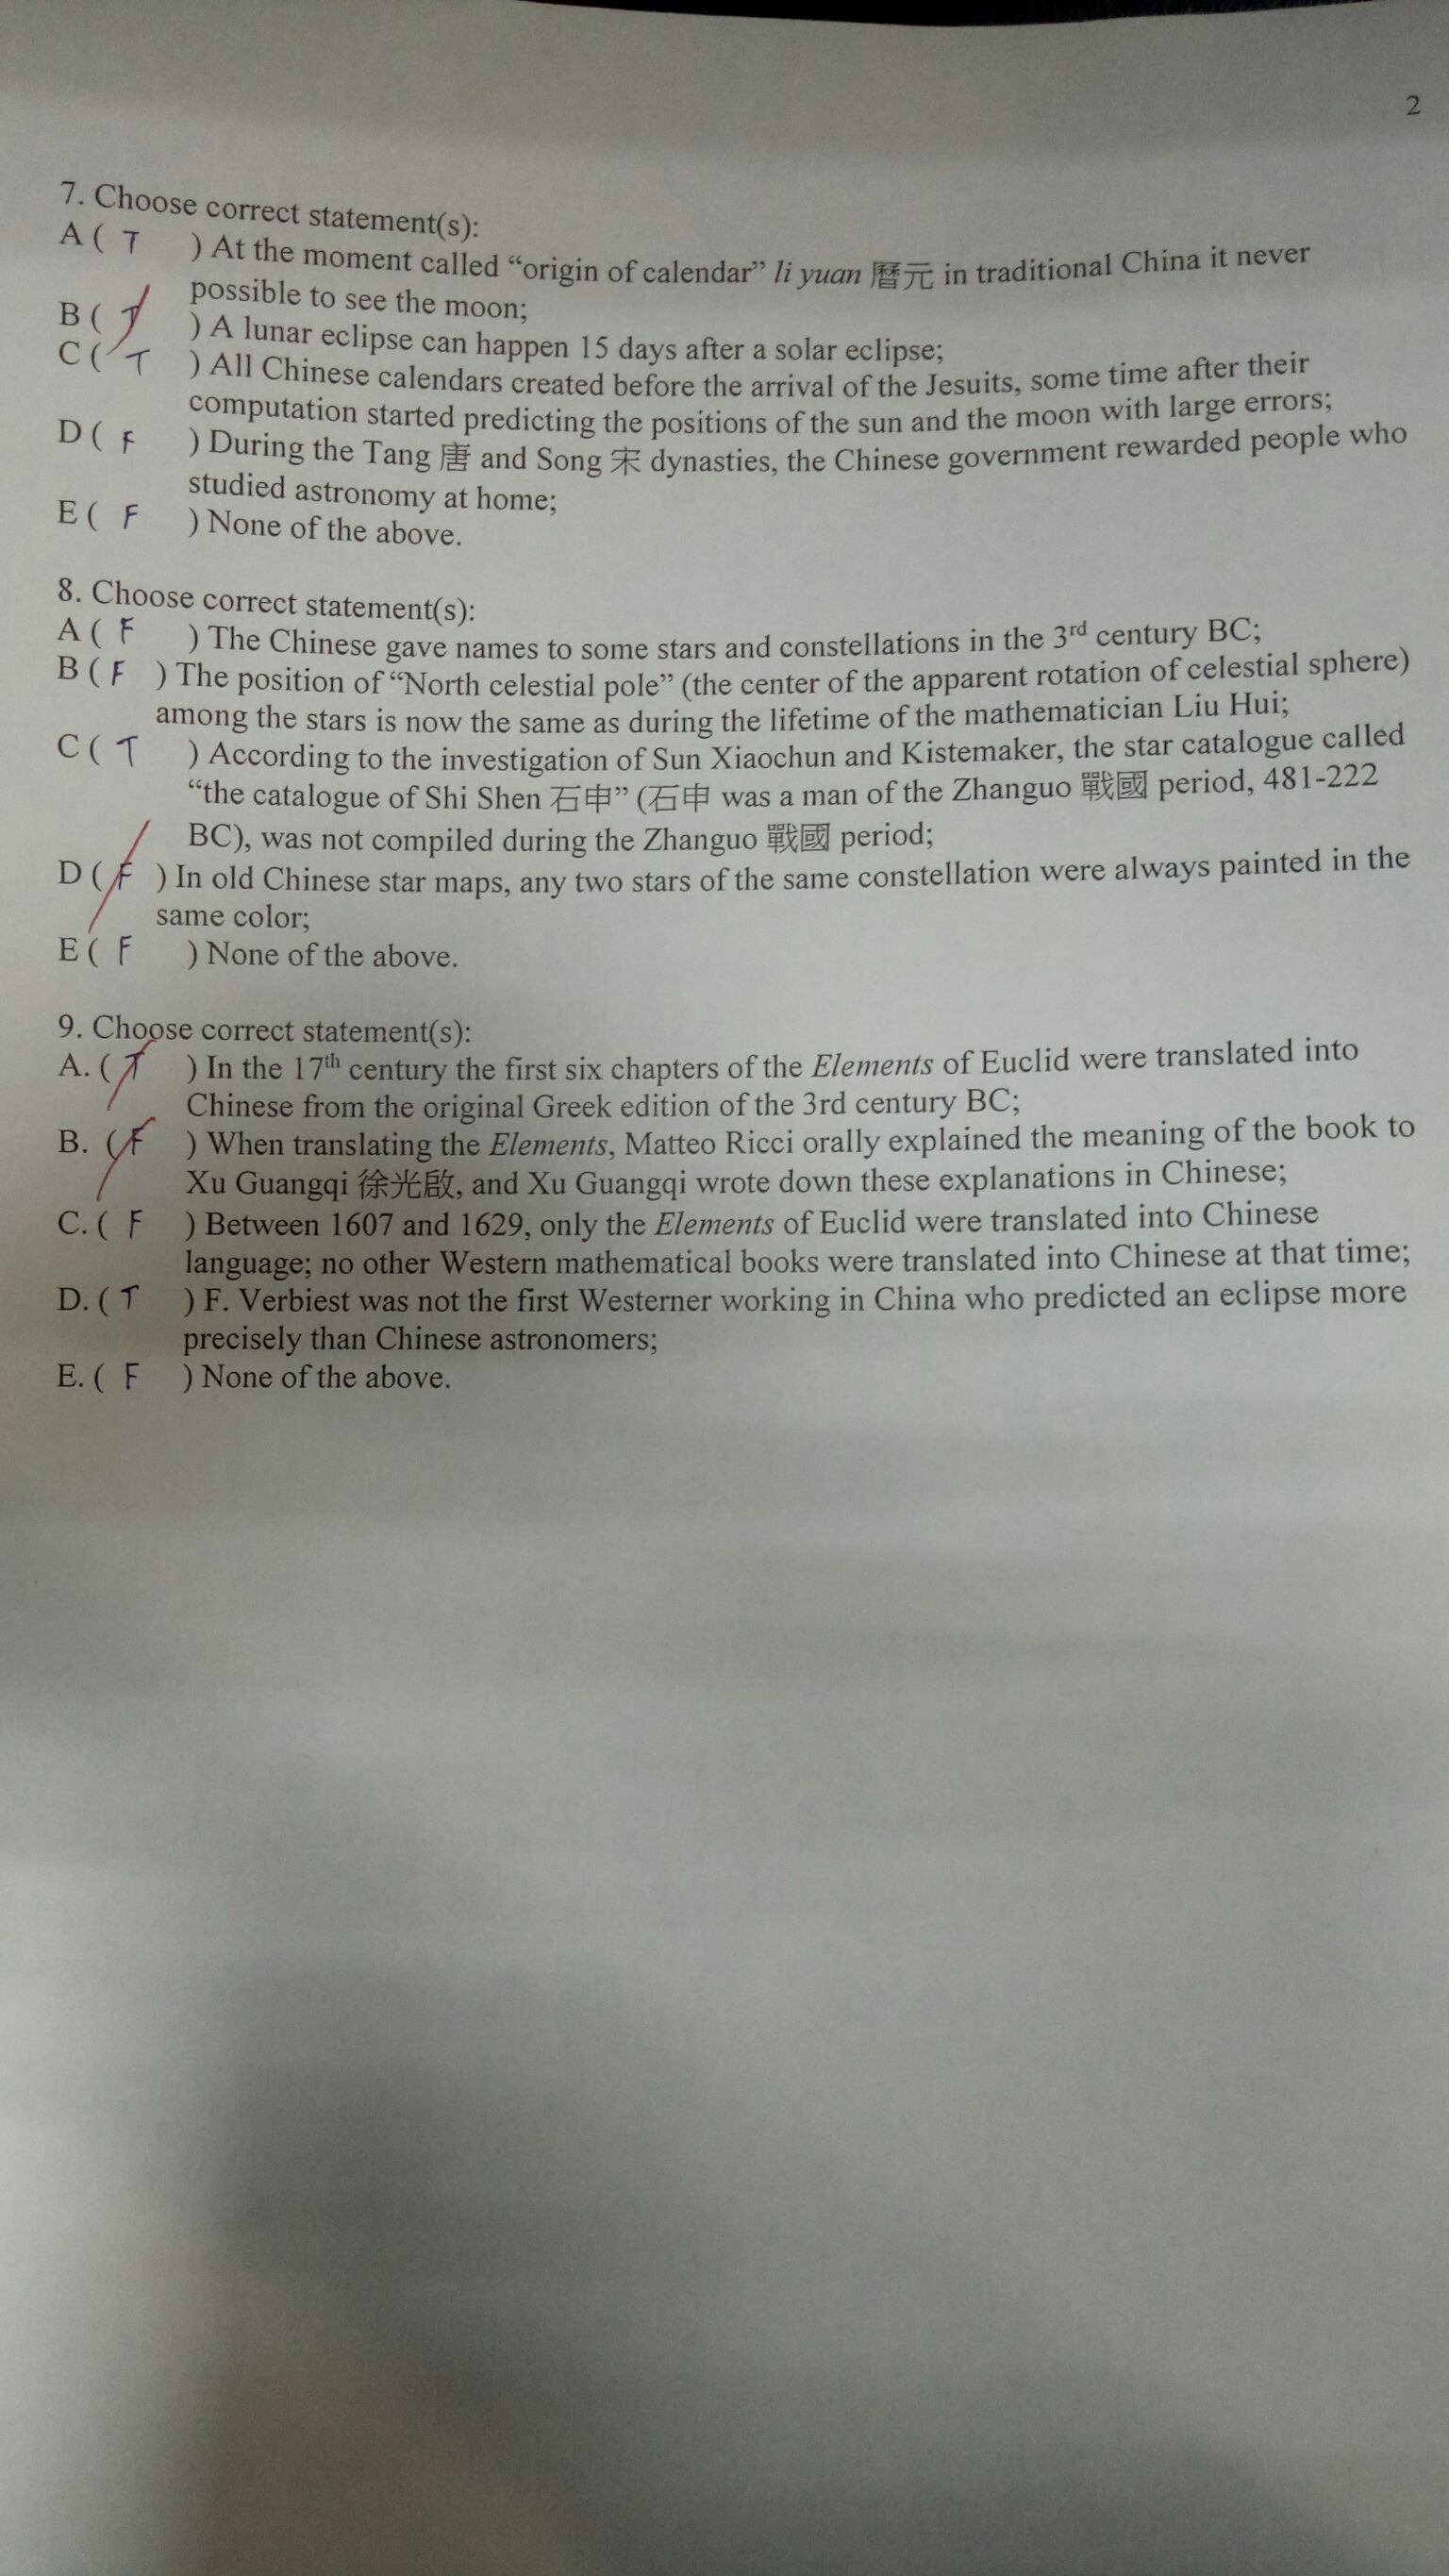 2
7. Choose correct statement(s):
A ( T ) At the moment called “origin of calendar” li yuan 曆元 in traditional China it never
possible to see the moon;
B ( T ) A lunar eclipse can happen 15 days after a solar eclipse;
C ( T ) All Chinese calendars created before the arrival of the Jesuits, some time after their
computation started predicting the positions of the sun and the moon with large errors;
D ( F ) During the Tang 唐 and Song 宋 dynasties, the Chinese government rewarded people who
studied astronomy at home;
E ( F ) None of the above.
8. Choose correct statement(s):
A ( F ) The Chinese gave names to some stars and constellations in the 3rd century BC;
B ( F ) The position of “North celestial pole” (the center of the apparent rotation of celestial sphere)
among the stars is now the same as during the lifetime of the mathematician Liu Hui;
C ( T ) According to the investigation of Sun Xiaochun and Kistemaker, the star catalogue called
“the catalogue of Shi Shen 石申” (石申 was a man of the Zhanguo 戰國 period, 481-222
BC), was not compiled during the Zhanguo 戰國 period;
D ( F ) In old Chinese star maps, any two stars of the same constellation were always painted in the
same color;
E ( F ) None of the above.
9. Choose correct statement(s):
A. ( T ) In the 17th century the first six chapters of the Elements of Euclid were translated into
Chinese from the original Greek edition of the 3rd century BC;
B. ( F ) When translating the Elements, Matteo Ricci orally explained the meaning of the book to
Xu Guangqi 徐光啟, and Xu Guangqi wrote down these explanations in Chinese;
C. ( F ) Between 1607 and 1629, only the Elements of Euclid were translated into Chinese
language; no other Western mathematical books were translated into Chinese at that time;
D. ( T ) F. Verbiest was not the first Westerner working in China who predicted an eclipse more
precisely than Chinese astronomers;
E. ( F ) None of the above.